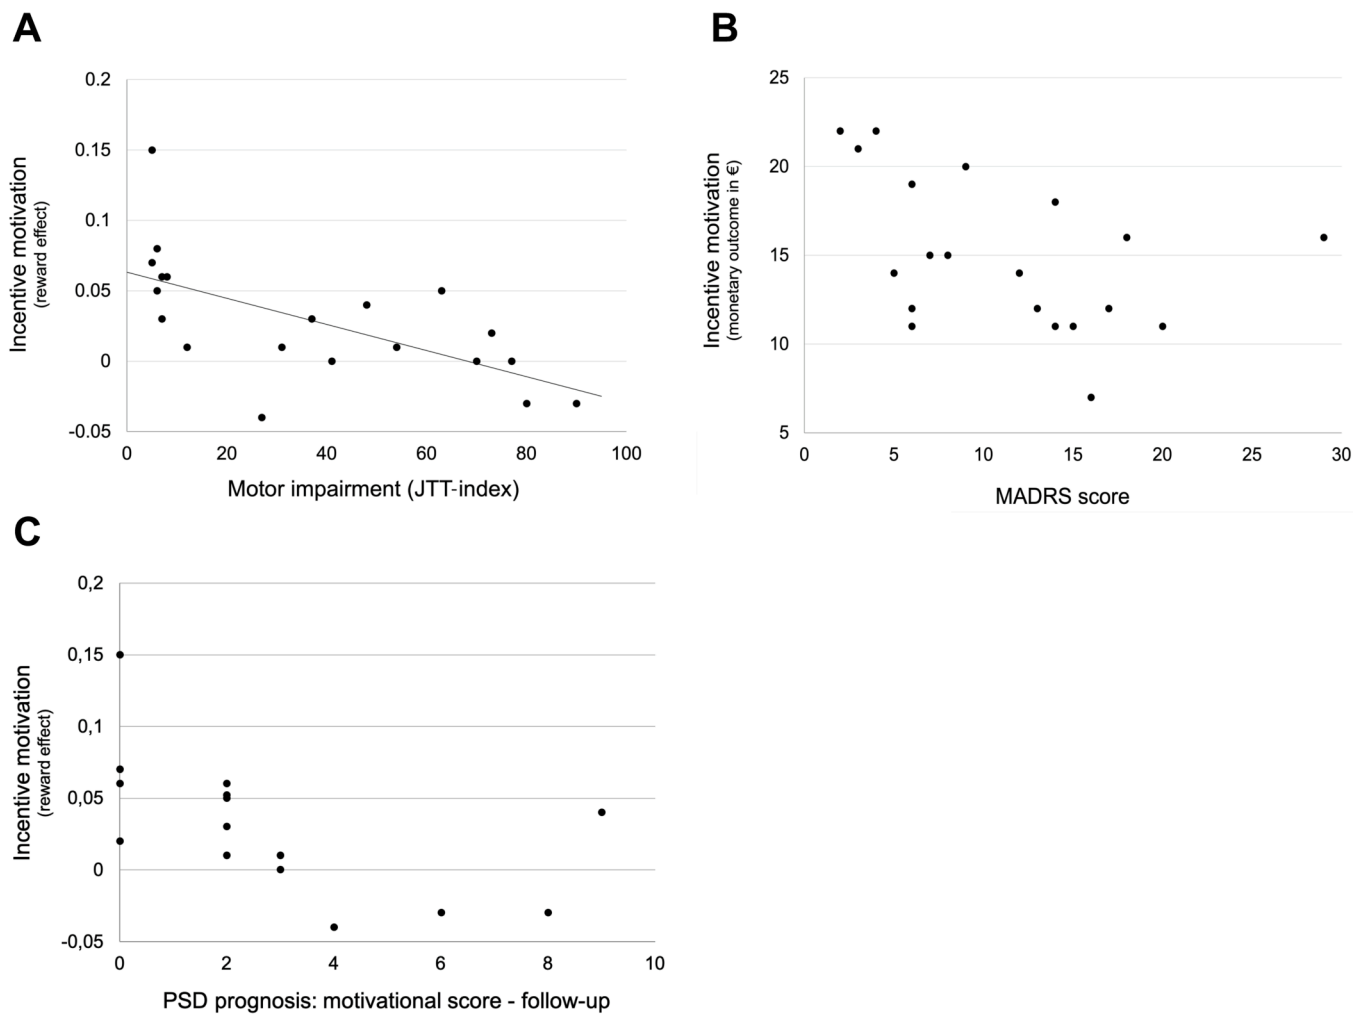 A
0.2
0.15
0.1
0.05
0
-0.05
Incentive motivation
(reward effect)
0 20 40 60 80 100
Motor impairment (JTT-index)
B
25
20
15
10
5
Incentive motivation
(monetary outcome in €)
0 5 10 15 20 25 30
MADRS score
C
0,2
0,15
0,1
0,05
0
-0,05
Incentive motivation
(reward effect)
0 2 4 6 8 10
PSD prognosis: motivational score - follow-up